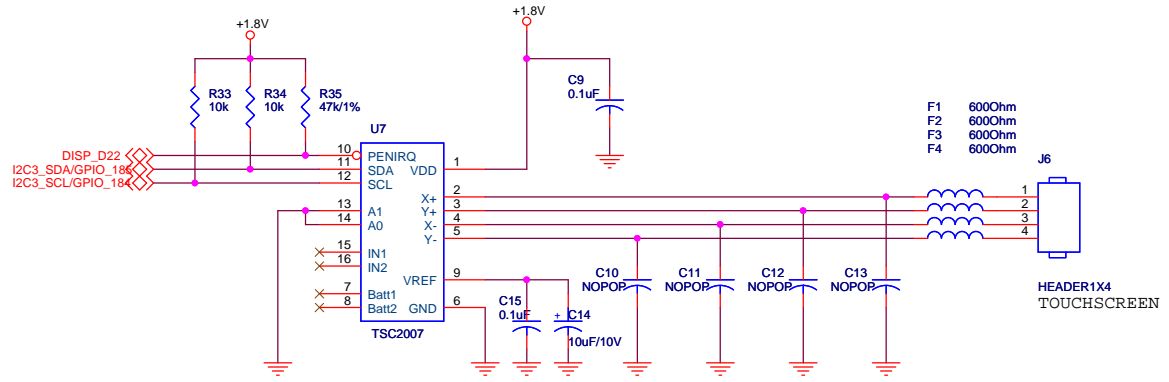 +1.8V
+1.8V
R33
10k
R34
10k
R35
47k/1%
C9
0.1uF
F1 600Ohm
F2 600Ohm
F3 600Ohm
F4 600Ohm
U7
J6
DISP_D22
I2C3_SDA/GPIO_185
I2C3_SCL/GPIO_184
10 PENIRQ
11 SDA
12 SCL
13 A1
14 A0
15 IN1
16 IN2
7 Batt1
8 Batt2
VDD 1
X+ 2
Y+ 3
X- 4
Y- 5
VREF 9
GND 6
TSC2007
1
2
3
4
C10
NOPOP
C11
NOPOP
C12
NOPOP
C13
NOPOP
C15
0.1uF
+
C14
10uF/10V
HEADER1X4
TOUCHSCREEN